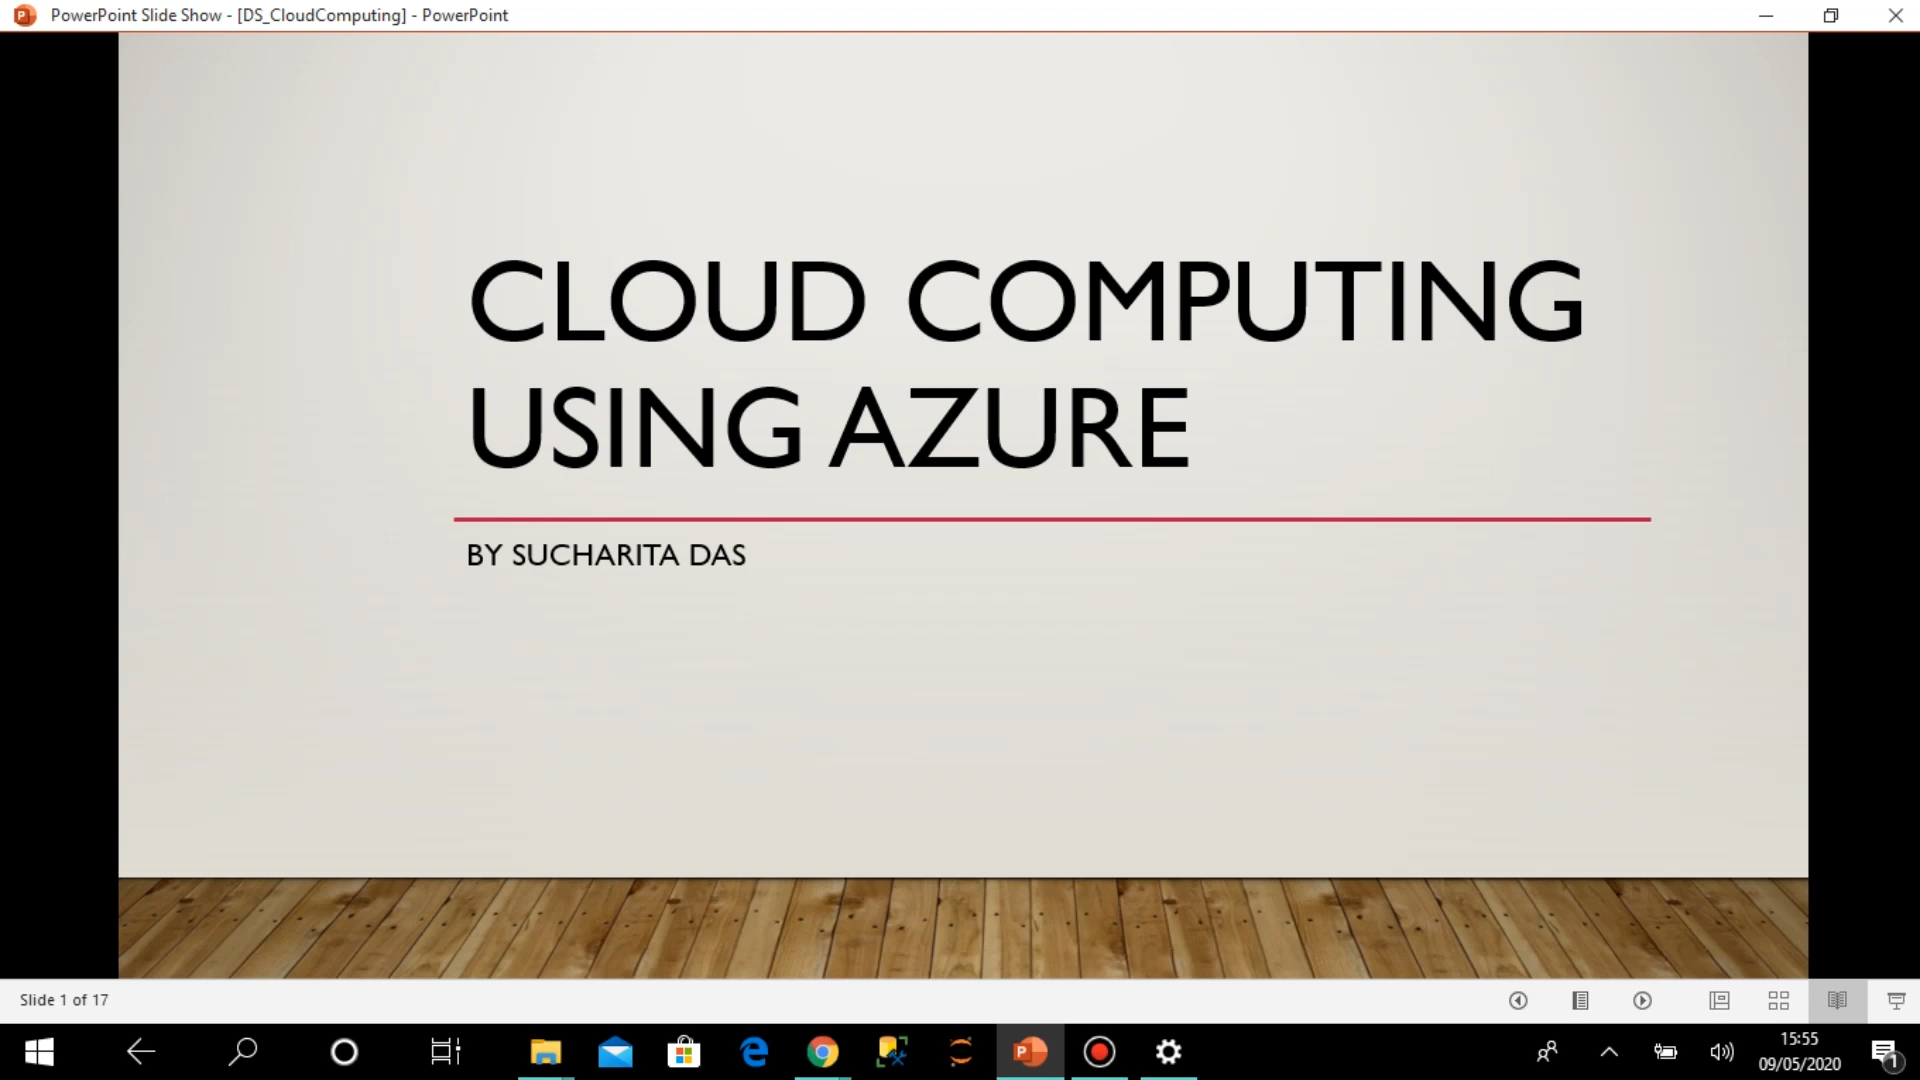 PowerPoint Slide Show - [DS_CloudComputing] - PowerPoint
CLOUD COMPUTING
USING AZURE
BY SUCHARITA DAS
Slide 1 of 17
15:55
09/05/2020
1